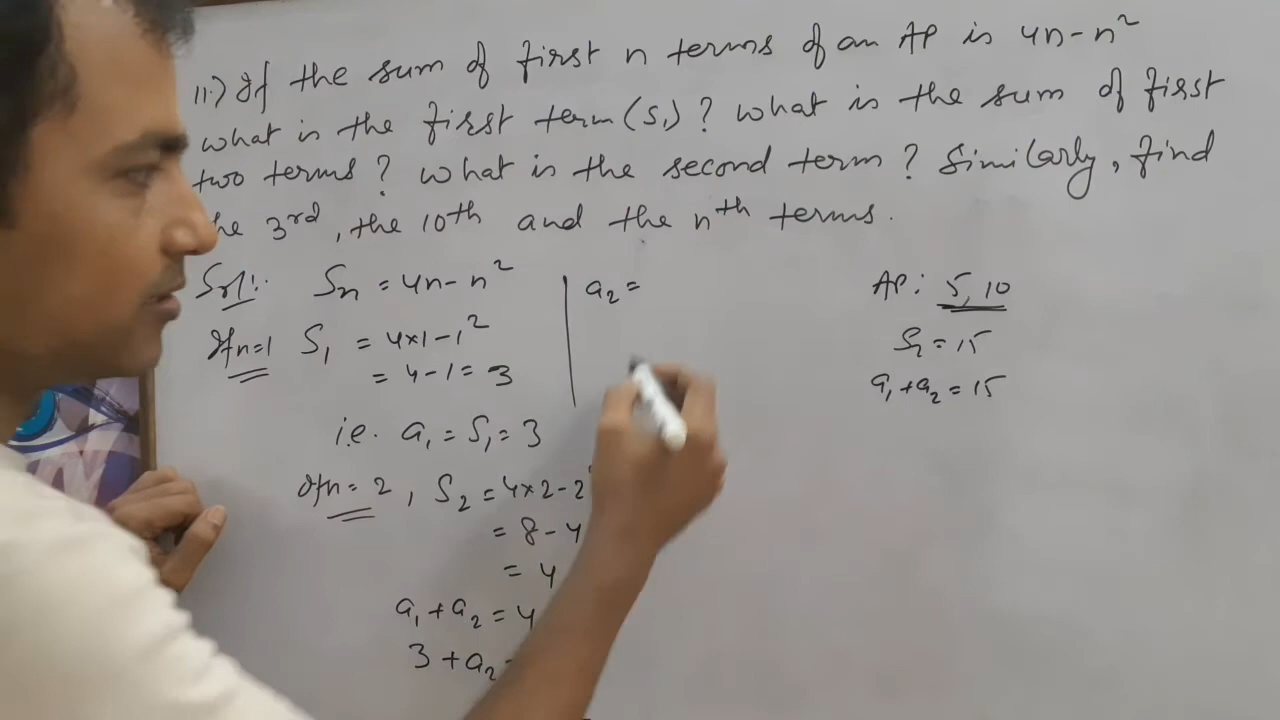 11.) If the sum of first n terms of an AP is 4n-n²
what is the first term (S₁) ? What is the sum of first
two terms ? What is the second term ? Similarly, find
he 3rd, the 10th and the nth terms.
Sol:. Sn = 4n-n²
If n=1 S₁ = 4×1-1²
= 4-1= 3
i.e. a₁ = S₁ = 3
If n = 2, S₂ = 4×2-2
= 8-4
= 4
a₁+a₂ = 4
3+a₂
a₂ =
AP: 5, 10
S₂ = 15
a₁+a₂ = 15